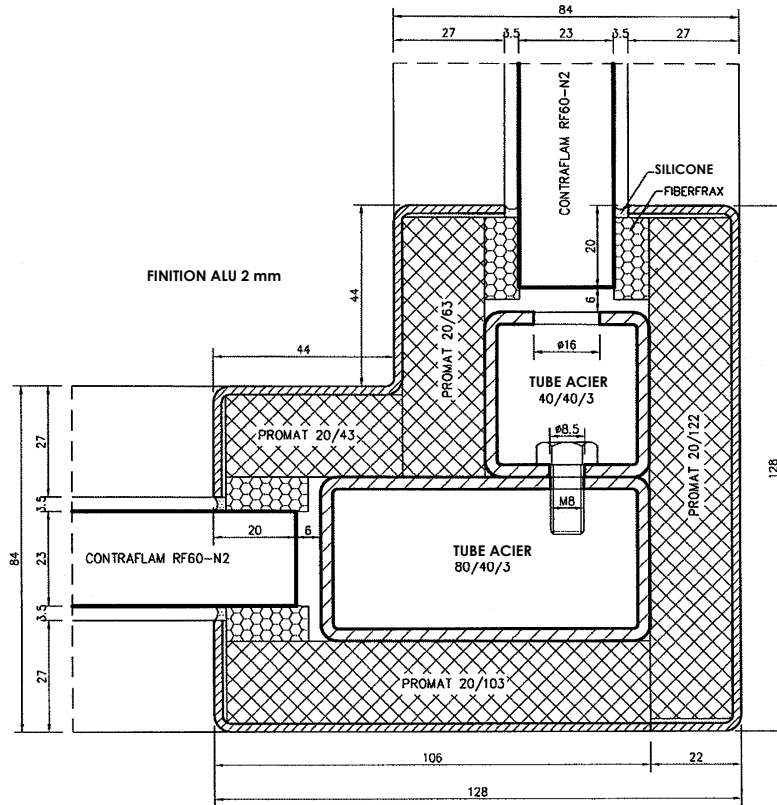 84
27
3.5
23
3.5
27
CONTRAFLAM RF60-N2
SILICONE
FIBERFRAX
20
6
FINITION ALU 2 mm
44
44
PROMAT 20/63
ø16
TUBE ACIER
40/40/3
PROMAT 20/43
ø8.5
M8
PROMAT 20/122
128
27
3.5
23
3.5
27
84
20
6
CONTRAFLAM RF60-N2
TUBE ACIER
80/40/3
PROMAT 20/103
106
22
128